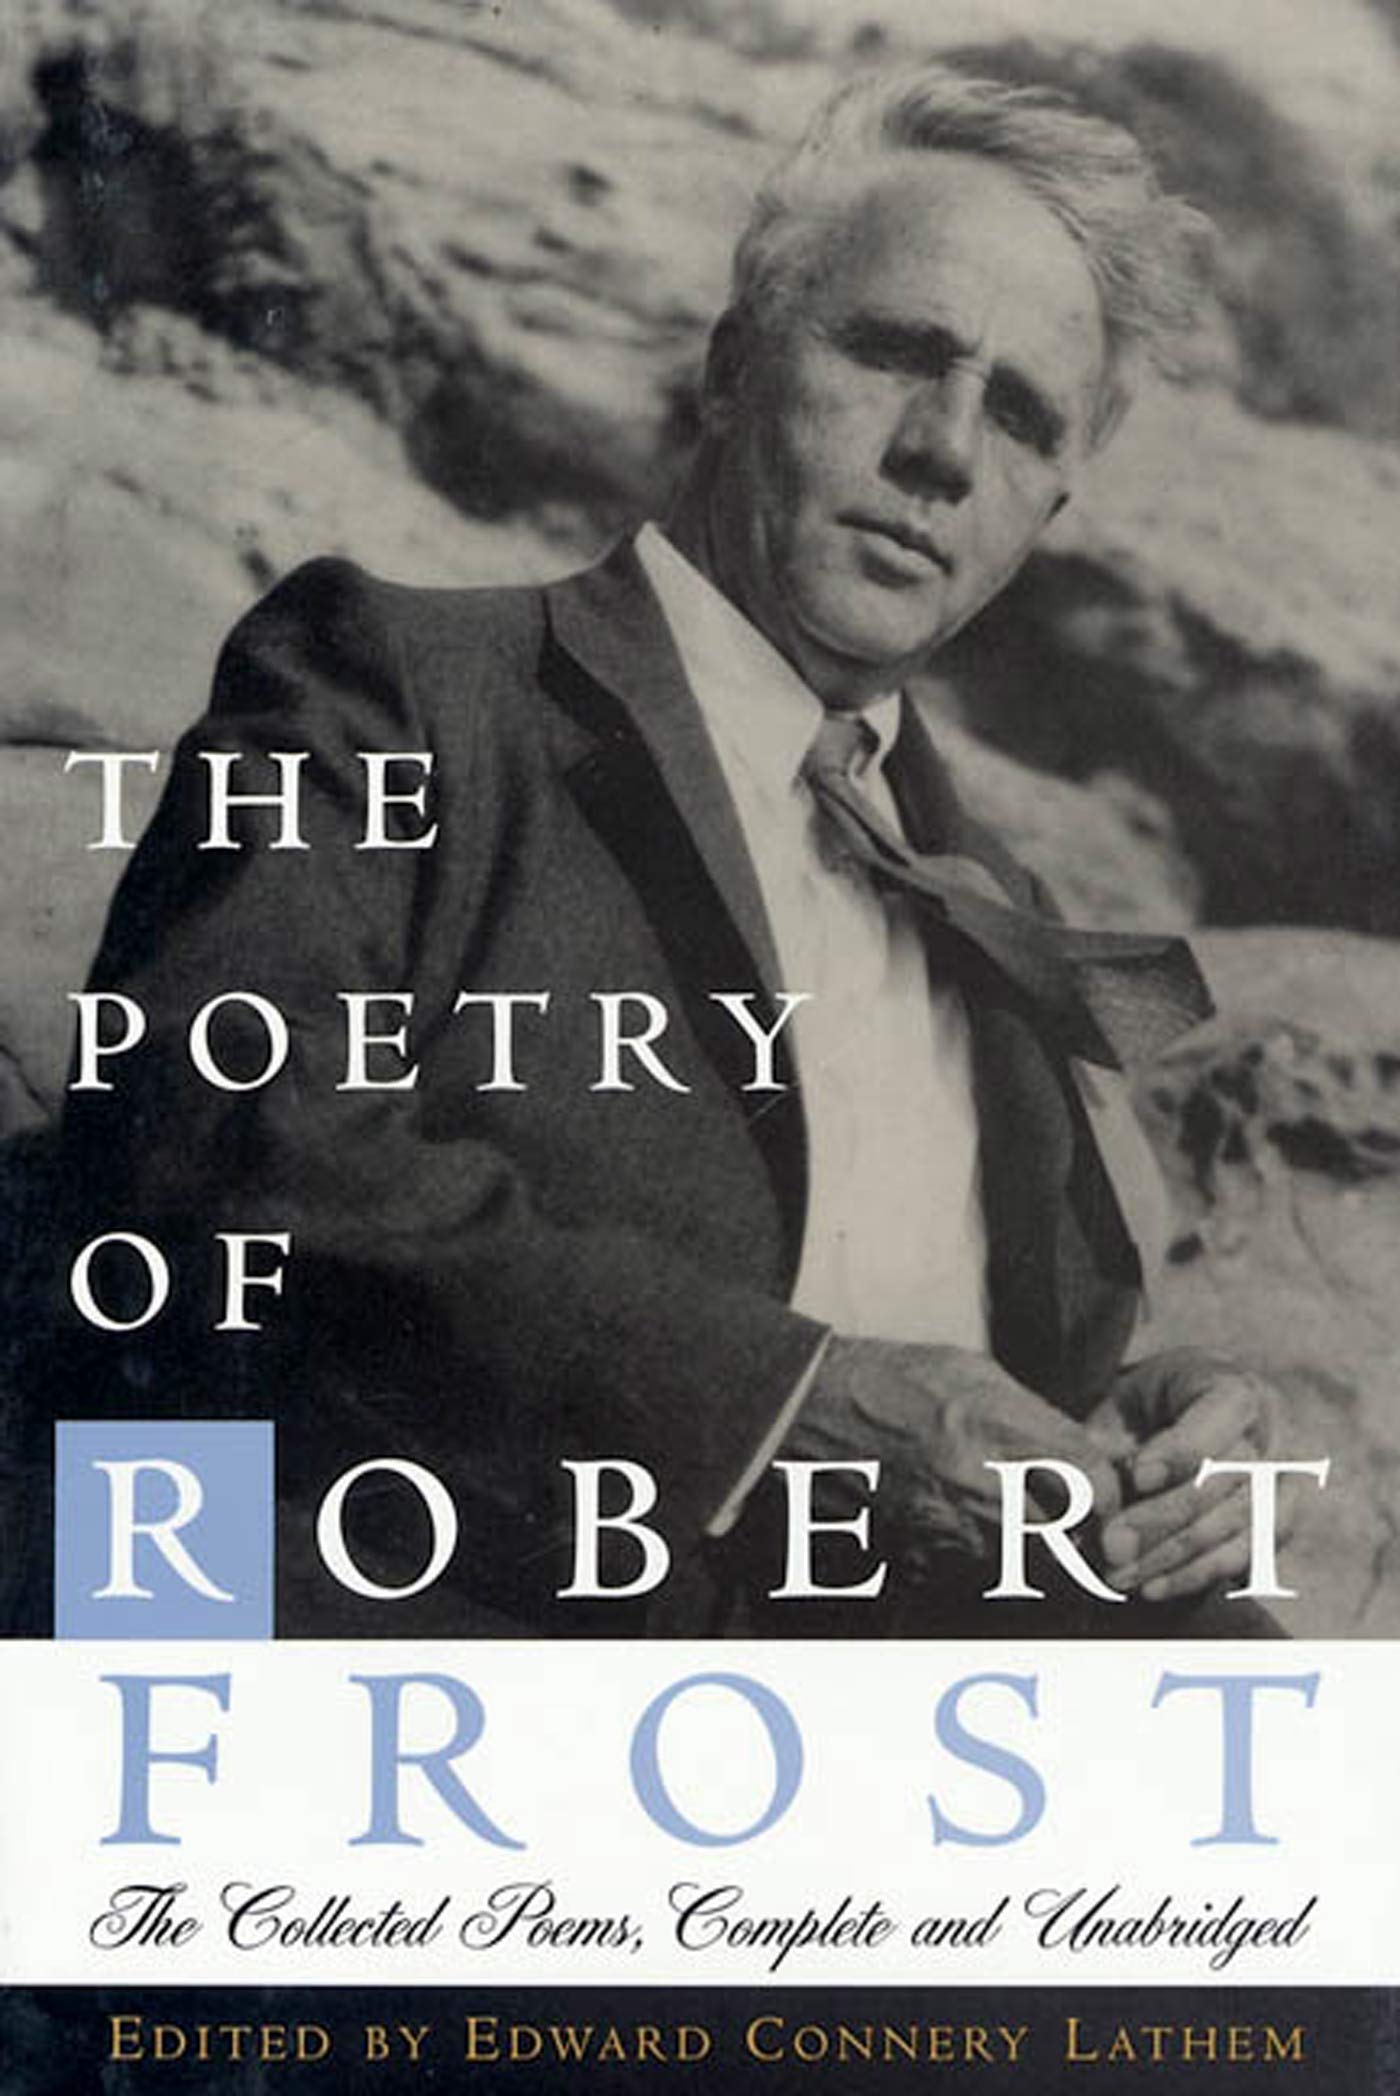 THE
POETRY
OF
ROBERT
FROST
The Collected Poems, Complete and Unabridged
EDITED BY EDWARD CONNERY LATHEM